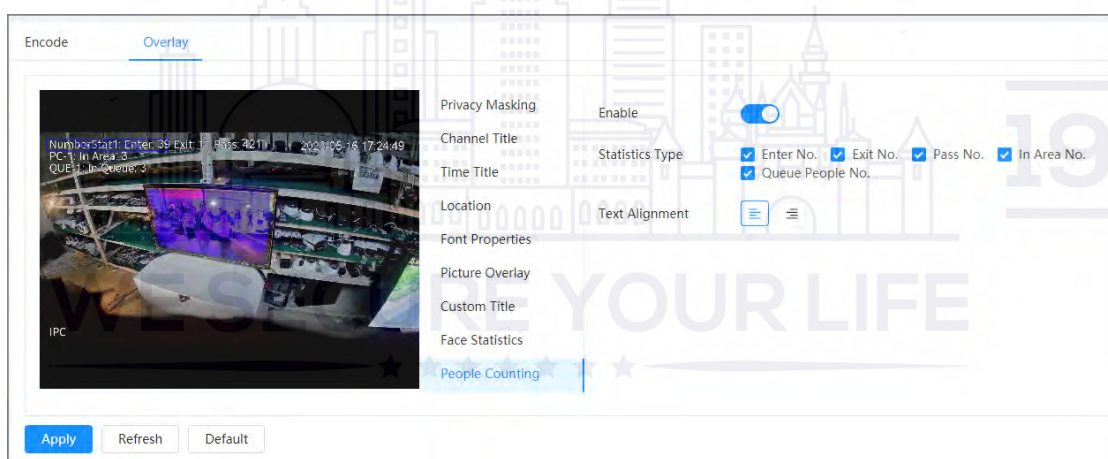 Encode Overlay
NumberStat1: Enter: 39 Exit: 11 Pass: 421 2023-05-16 17:24:49
PC-1: In Area: 3
QUE-1: In Queue: 3
IPC
Privacy Masking
Channel Title
Time Title
Location
Font Properties
Picture Overlay
Custom Title
Face Statistics
People Counting
Enable
Statistics Type Enter No. Exit No. Pass No. In Area No.
Queue People No.
Text Alignment
19
WE SECURE YOUR LIFE
Apply Refresh Default